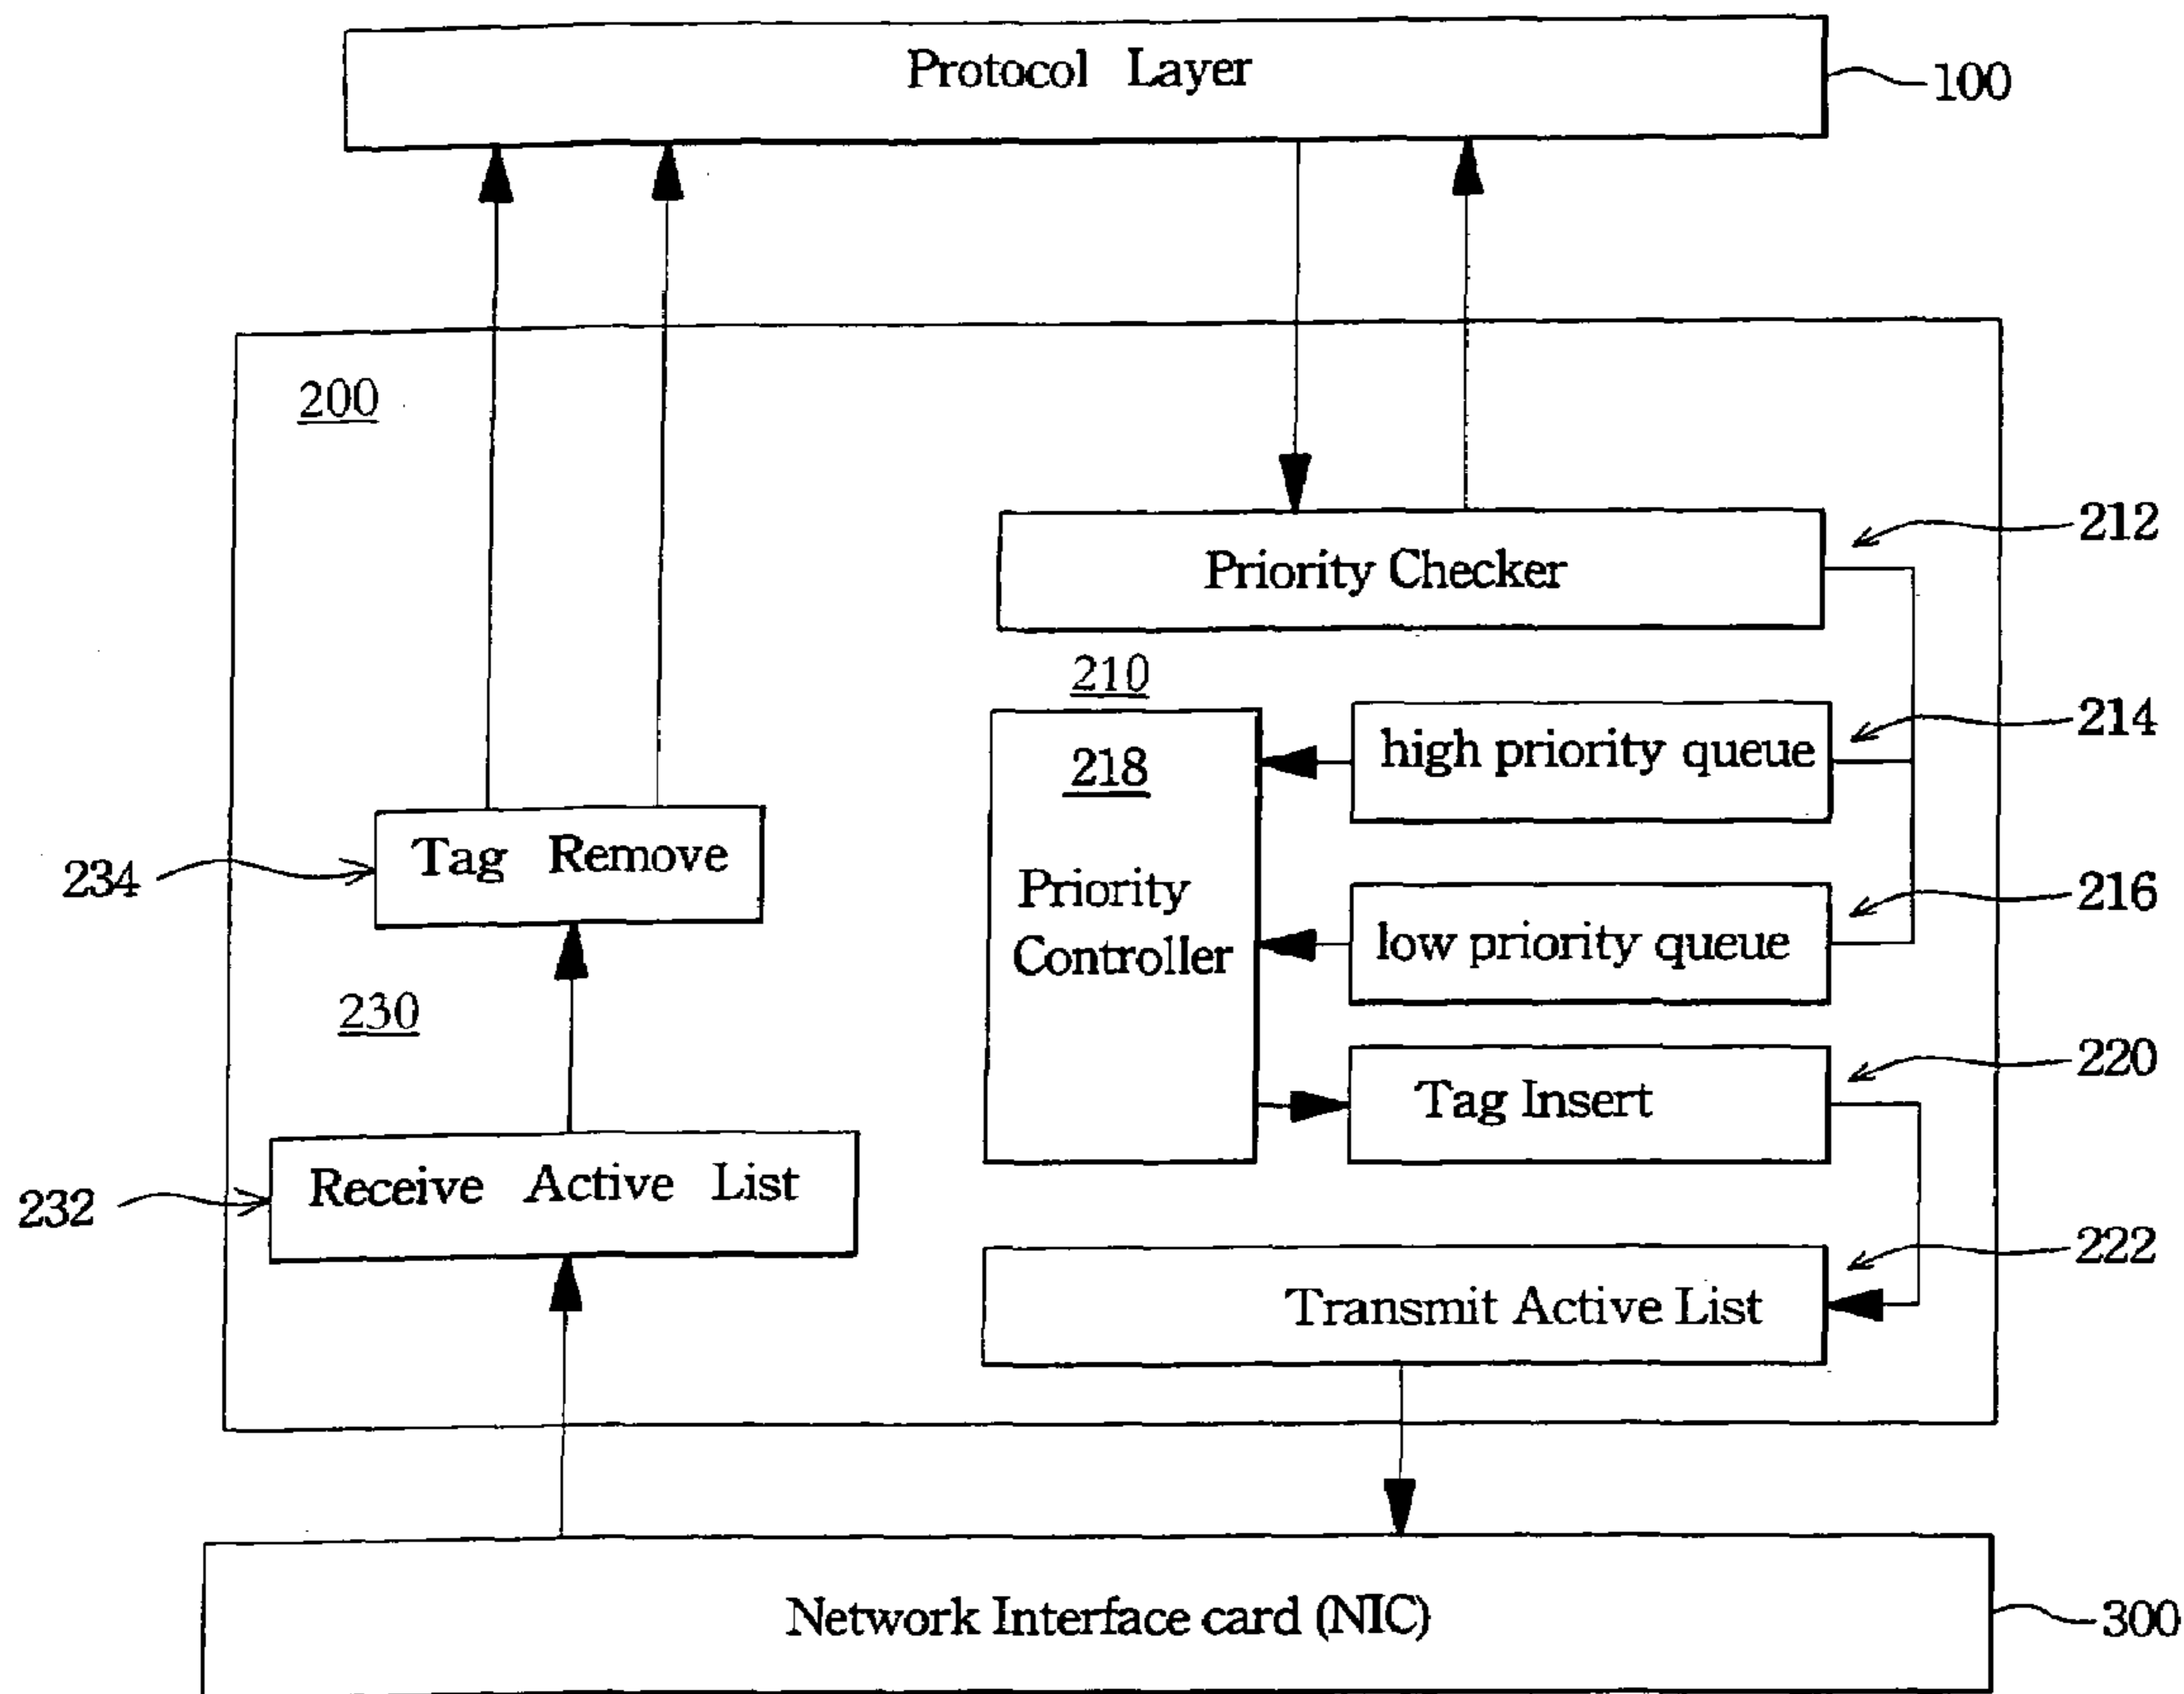 Protocol Layer
100
200
212
Priority Checker
210
214
high priority queue
218
Tag Remove
234
Priority
Controller
216
low priority queue
230
220
Tag Insert
Receive Active List
232
222
Transmit Active List
Network Interface card (NIC)
300